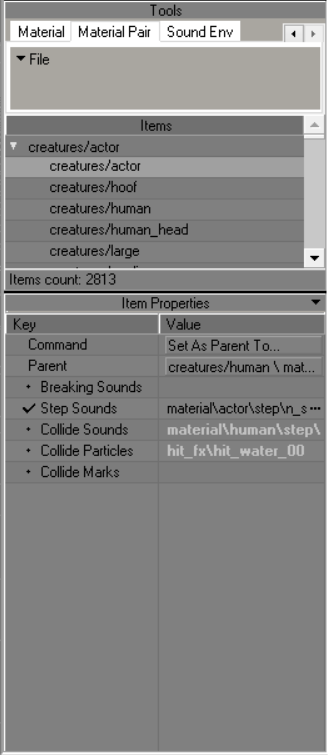 Tools
Material Material Pair Sound Env
File
Items
creatures/actor
creatures/actor
creatures/hoof
creatures/human
creatures/human_head
creatures/large
Items count: 2813
Item Properties
Key Value
Command Set As Parent To...
Parent creatures/human \ mat...
Breaking Sounds
Step Sounds material\actor\step\n_s ...
Collide Sounds material\human\step\
Collide Particles hit_fx\hit_water_00
Collide Marks